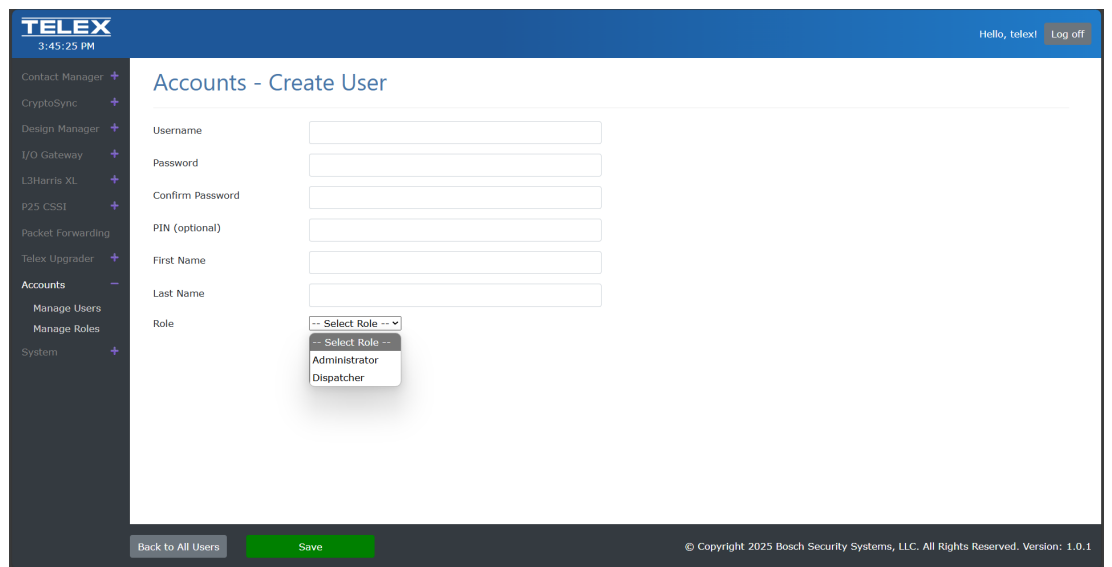 TELEX
3:45:25 PM
Hello, telex!
Log off
Contact Manager +
CryptoSync +
Design Manager +
I/O Gateway +
L3Harris XL +
P25 CSSI +
Packet Forwarding
Telex Upgrader +
Accounts −
Manage Users
Manage Roles
System +
Accounts - Create User
Username
Password
Confirm Password
PIN (optional)
First Name
Last Name
Role
-- Select Role --
-- Select Role --
Administrator
Dispatcher
Back to All Users
Save
© Copyright 2025 Bosch Security Systems, LLC. All Rights Reserved. Version: 1.0.1